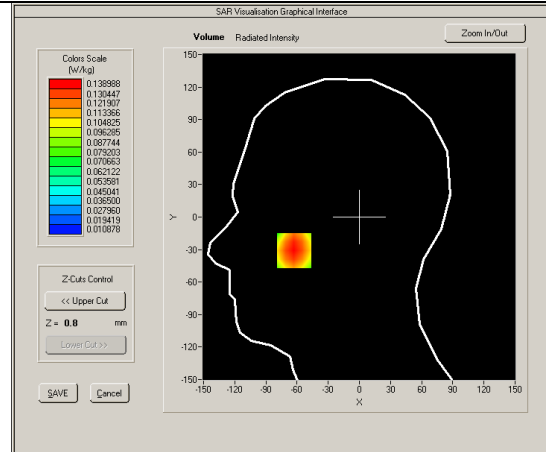 SAR Visualisation Graphical Interface
Volume Radiated Intensity
Zoom In/Out
Colors Scale
(W/kg)
0.138988
0.130447
0.121907
0.113366
0.104825
0.096285
0.087744
0.079203
0.070663
0.062122
0.053581
0.045041
0.036500
0.027960
0.019419
0.010878
Z-Cuts Control
<< Upper Cut
Z = 0.8 mm
Lower Cut >>
SAVE Cancel
150
120
90
60
30
0
-30
-60
-90
-120
-150
Y
-150 -120 -90 -60 -30 0 30 60 90 120 150
X